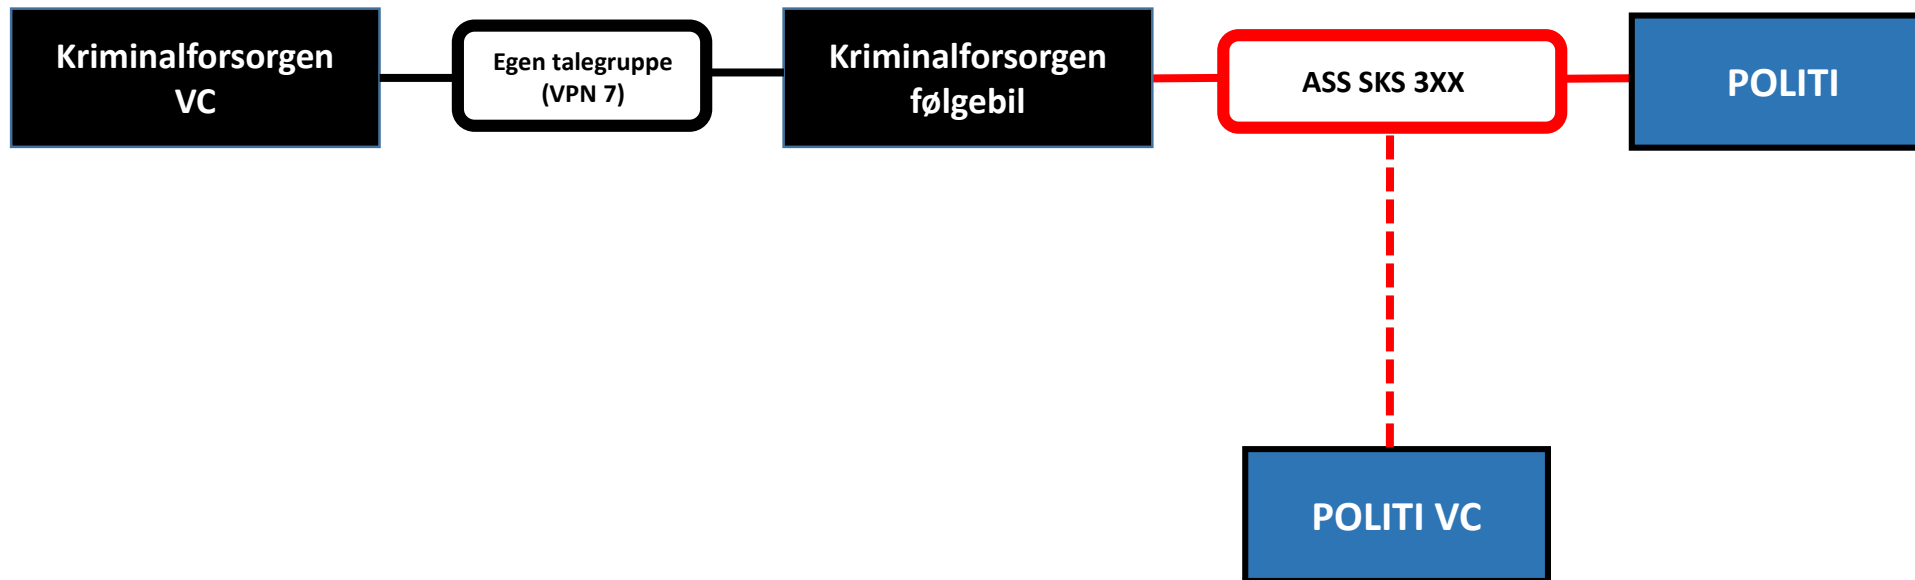 Kriminalforsorgen
VC
Egen talegruppe
(VPN 7)
Kriminalforsorgen
følgebil
ASS SKS 3XX
POLITI
POLITI VC